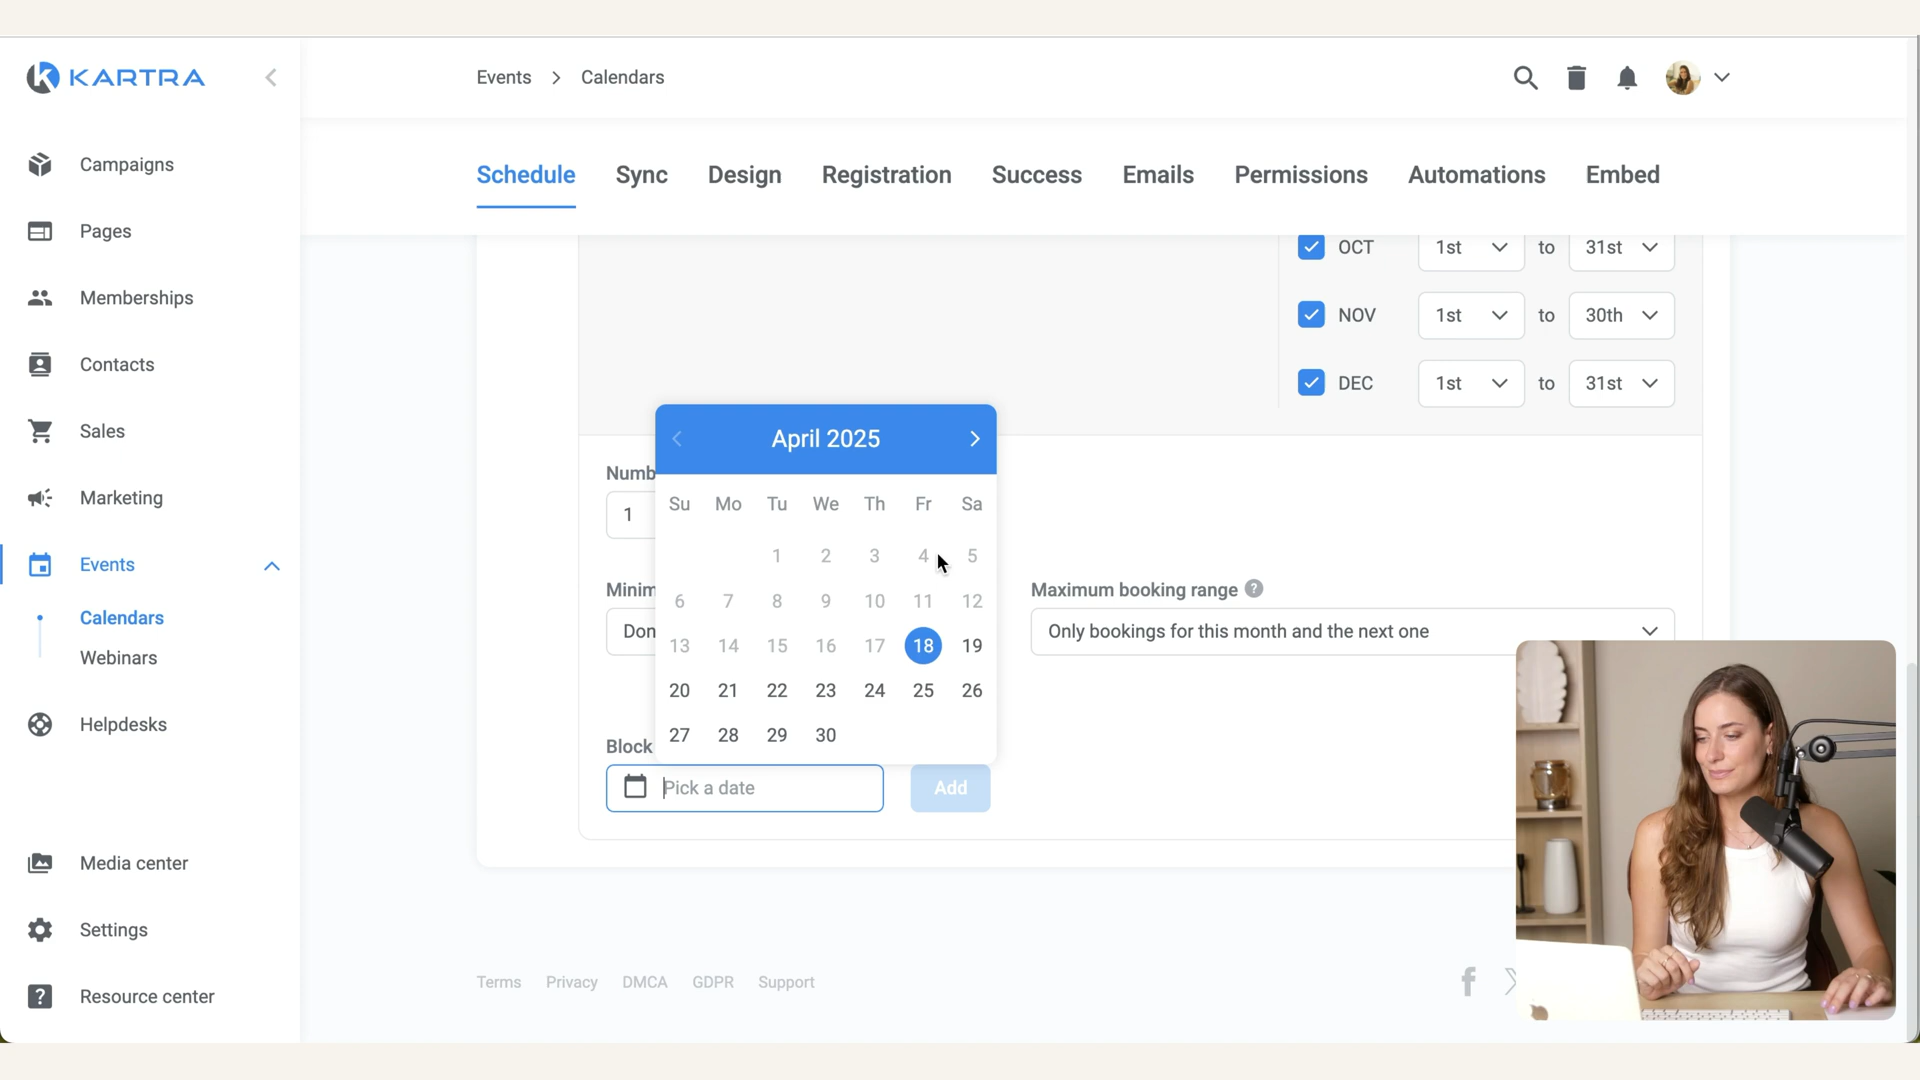 KARTRA
Events > Calendars
Campaigns
Pages
Memberships
Contacts
Sales
Marketing
Events
Calendars
Webinars
Helpdesks
Media center
Settings
Resource center
Schedule Sync Design Registration Success Emails Permissions Automations Embed
OCT 1st to 31st
NOV 1st to 30th
DEC 1st to 31st
April 2025
Su Mo Tu We Th Fr Sa
1 2 3 4 5
6 7 8 9 10 11 12
13 14 15 16 17 18 19
20 21 22 23 24 25 26
27 28 29 30
Numb
1
Minim
Don
Maximum booking range ?
Only bookings for this month and the next one
Block
Pick a date
Add
Terms Privacy DMCA GDPR Support